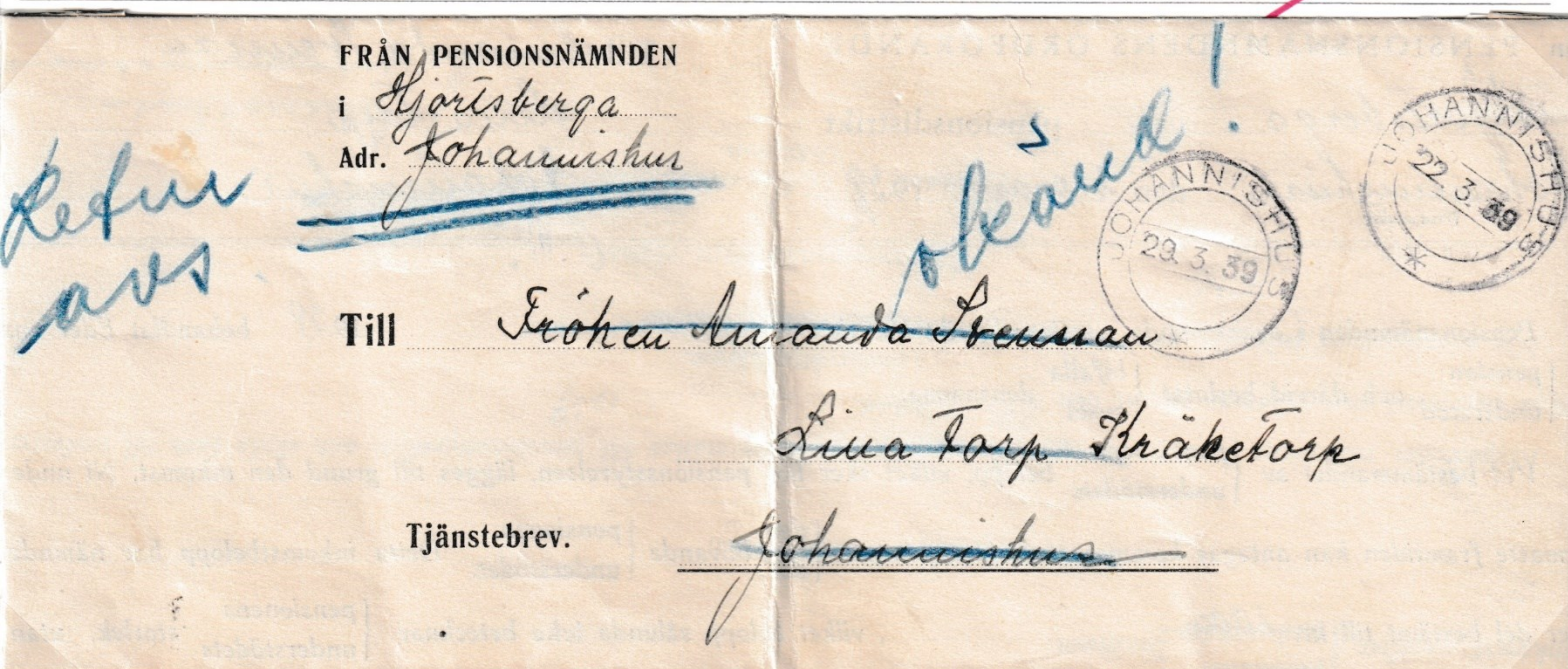 FRÅN PENSIONSNÄMNDEN
i Hjortsberga
Adr. Johannishus
Retur
avs
okänd!
JOHANNISHUS
29.3.39
JOHANNISHUS
22.3.39
Till Fröken Amanda Svensson
Lina Torp Kråketorp
Tjänstebrev. Johannishus